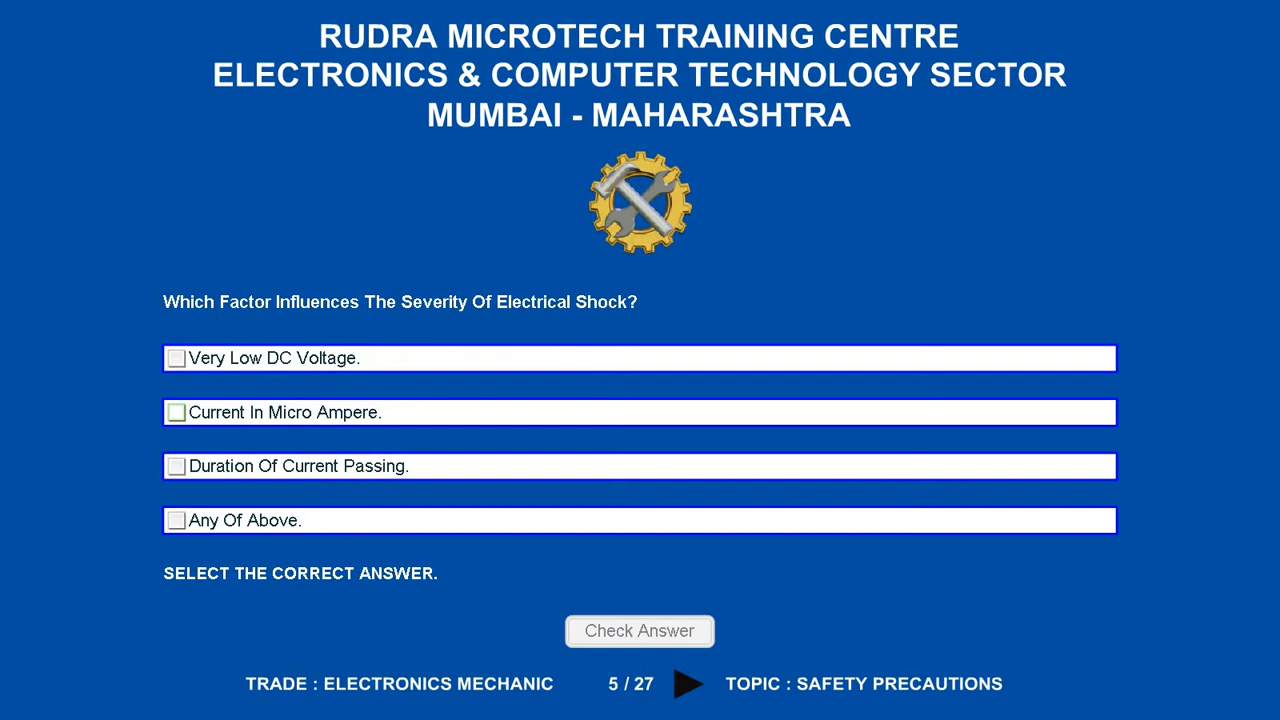 RUDRA MICROTECH TRAINING CENTRE
ELECTRONICS & COMPUTER TECHNOLOGY SECTOR
MUMBAI - MAHARASHTRA
Which Factor Influences The Severity Of Electrical Shock?
Very Low DC Voltage.
Current In Micro Ampere.
Duration Of Current Passing.
Any Of Above.
SELECT THE CORRECT ANSWER.
Check Answer
TRADE : ELECTRONICS MECHANIC 5 / 27 TOPIC : SAFETY PRECAUTIONS